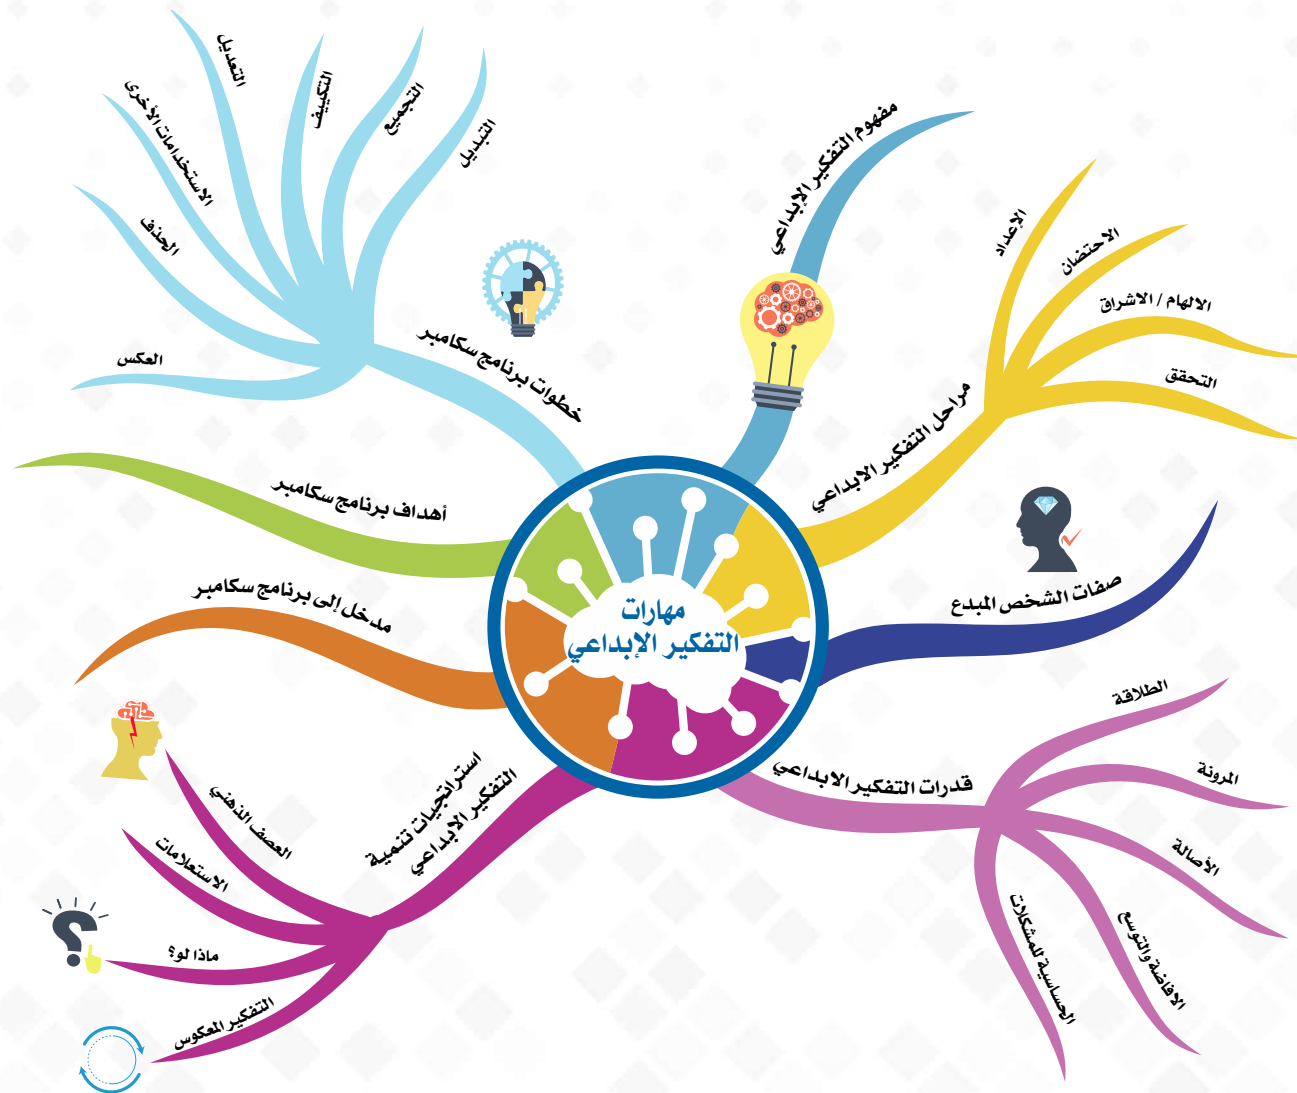 مهارات
التفكير الإبداعي
مفهوم التفكير الإبداعي
مراحل التفكير الابداعي
الإعداد
الاحتضان
الالهام / الاشراق
التحقق
صفات الشخص المبدع
قدرات التفكير الابداعي
الطلاقة
المرونة
الأصالة
الافاضة والتوسع
الحساسية للمشكلات
استراتجيات تنمية
التفكير الابداعي
العصف الذهني
الاستعلامات
ماذا لو؟
التفكير المعكوس
مدخل إلى برنامج سكامبر
أهداف برنامج سكامبر
خطوات برنامج سكامبر
التبديل
التجميع
التكييف
التعديل
الاستخدامات الأخرى
الحذف
العكس